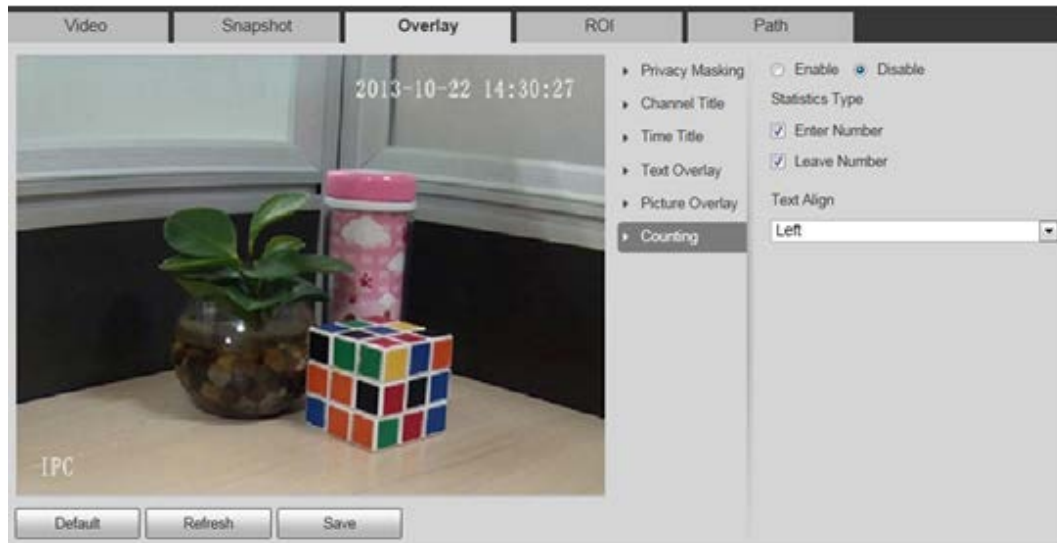 Video Snapshot Overlay ROI Path
2013-10-22 14:30:27
IPC
Privacy Masking
Channel Title
Time Title
Text Overlay
Picture Overlay
Counting
Enable Disable
Statistics Type
Enter Number
Leave Number
Text Align
Left
Default Refresh Save